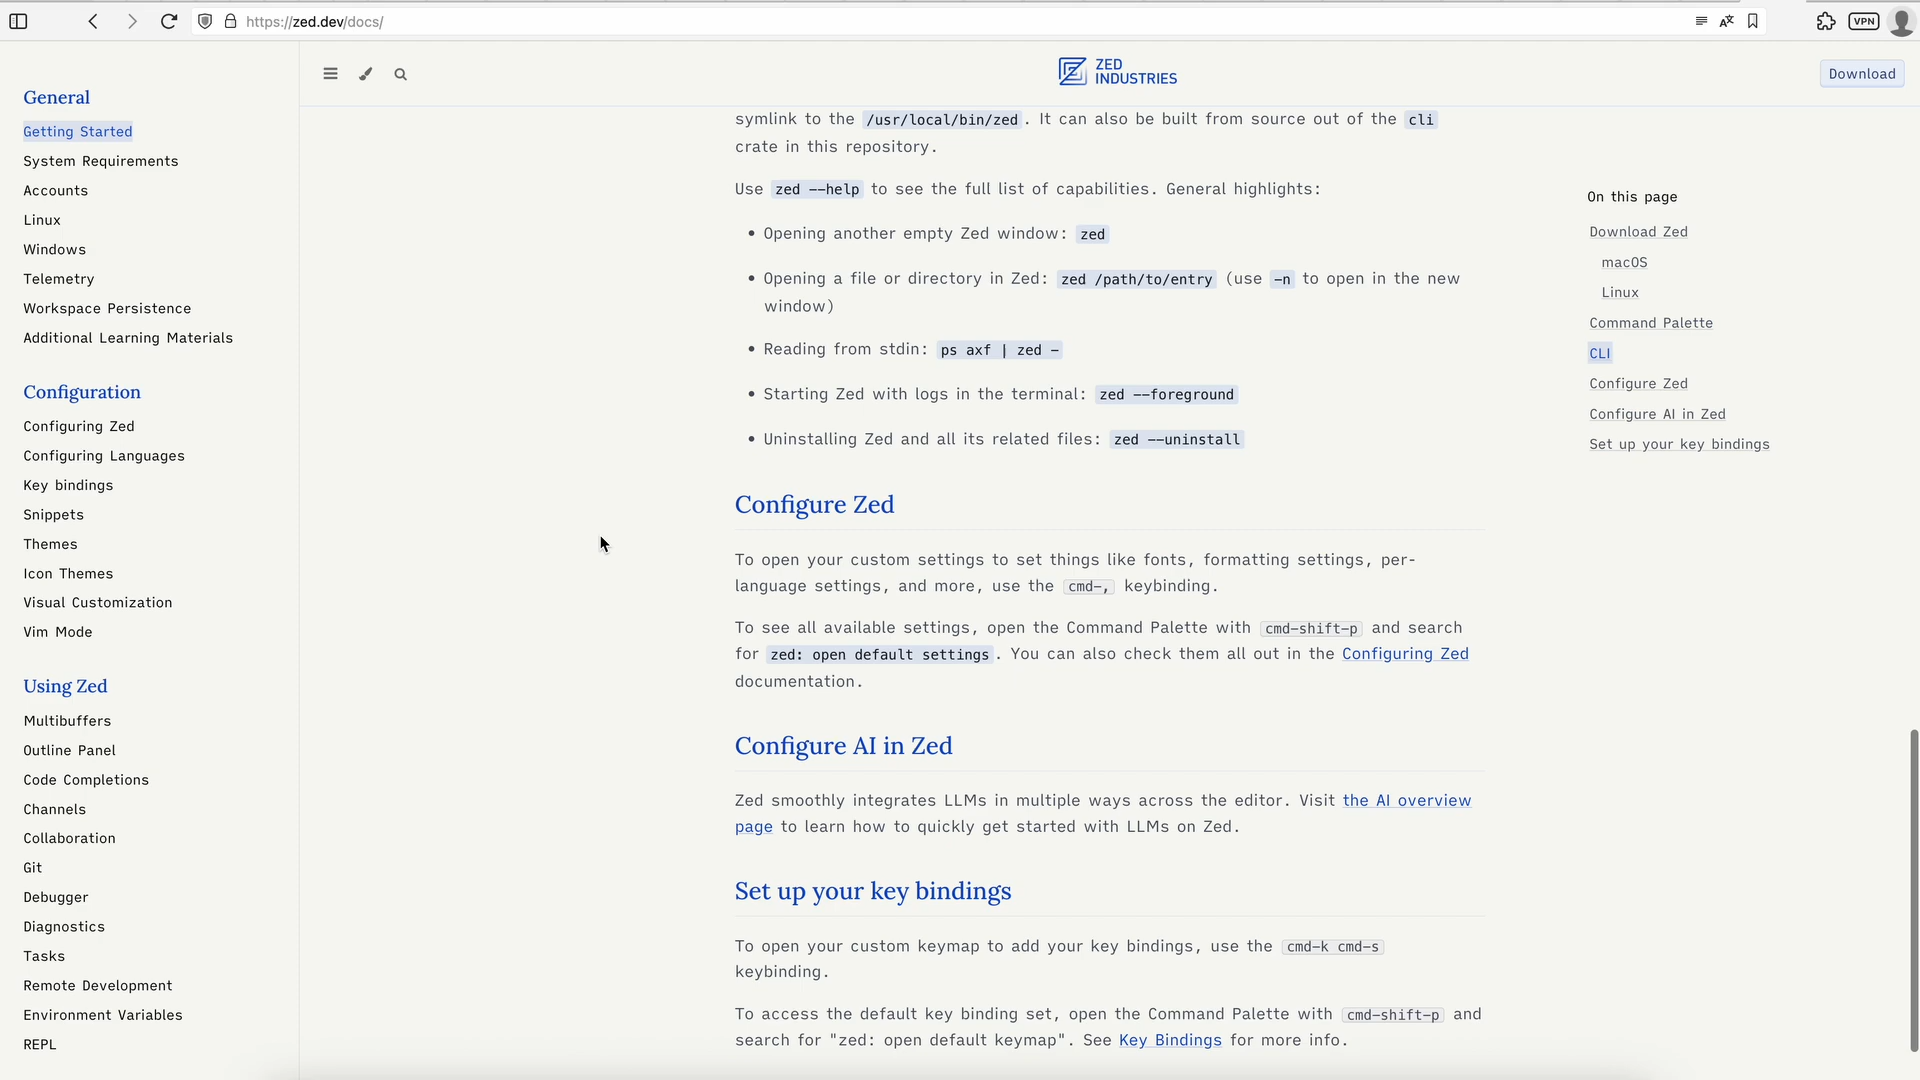 https://zed.dev/docs/
VPN
ZED
INDUSTRIES
Download
General
Getting Started
System Requirements
Accounts
Linux
Windows
Telemetry
Workspace Persistence
Additional Learning Materials
Configuration
Configuring Zed
Configuring Languages
Key bindings
Snippets
Themes
Icon Themes
Visual Customization
Vim Mode
Using Zed
Multibuffers
Outline Panel
Code Completions
Channels
Collaboration
Git
Debugger
Diagnostics
Tasks
Remote Development
Environment Variables
REPL
symlink to the /usr/local/bin/zed. It can also be built from source out of the cli
crate in this repository.
Use zed --help to see the full list of capabilities. General highlights:
• Opening another empty Zed window: zed
• Opening a file or directory in Zed: zed /path/to/entry (use -n to open in the new
window)
• Reading from stdin: ps axf | zed -
• Starting Zed with logs in the terminal: zed --foreground
• Uninstalling Zed and all its related files: zed --uninstall
Configure Zed
To open your custom settings to set things like fonts, formatting settings, per-
language settings, and more, use the cmd-, keybinding.
To see all available settings, open the Command Palette with cmd-shift-p and search
for zed: open default settings. You can also check them all out in the Configuring Zed
documentation.
Configure AI in Zed
Zed smoothly integrates LLMs in multiple ways across the editor. Visit the AI overview
page to learn how to quickly get started with LLMs on Zed.
Set up your key bindings
To open your custom keymap to add your key bindings, use the cmd-k cmd-s
keybinding.
To access the default key binding set, open the Command Palette with cmd-shift-p and
search for "zed: open default keymap". See Key Bindings for more info.
On this page
Download Zed
macOS
Linux
Command Palette
CLI
Configure Zed
Configure AI in Zed
Set up your key bindings